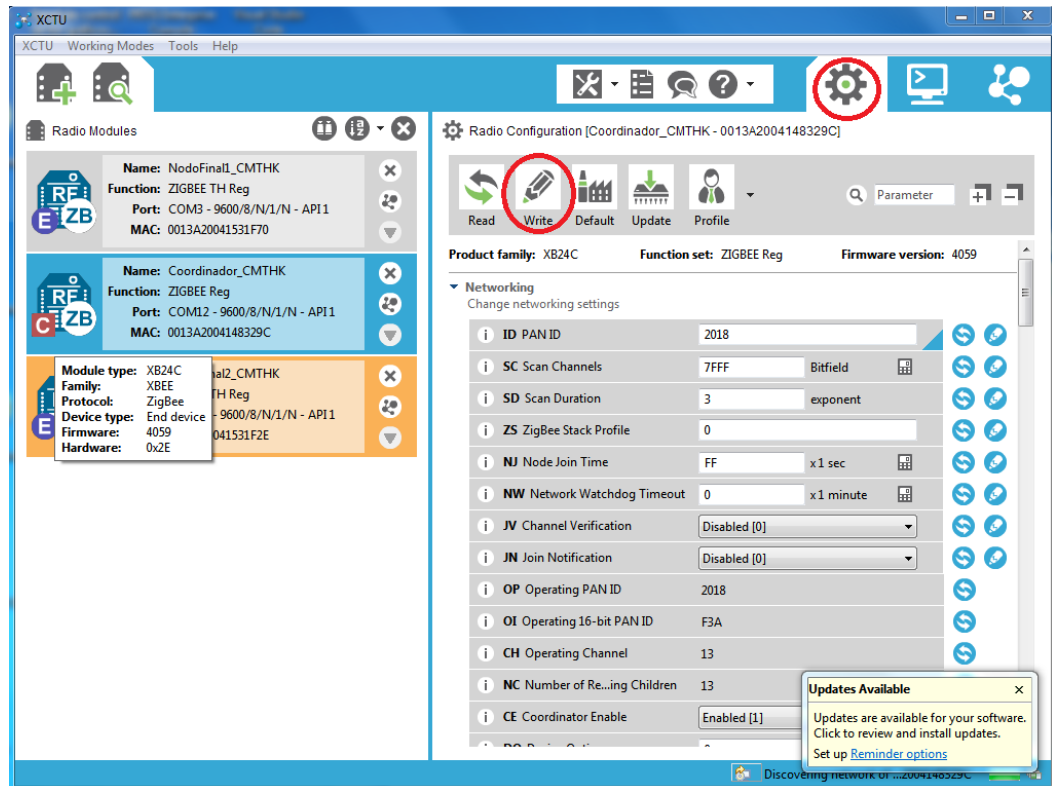 XCTU
XCTU Working Modes Tools Help
Radio Modules
Name: NodoFinal1_CMTHK
Function: ZIGBEE TH Reg
Port: COM3 - 9600/8/N/1/N - API 1
MAC: 0013A20041531F70
RF
E ZB
Name: Coordinador_CMTHK
Function: ZIGBEE Reg
Port: COM12 - 9600/8/N/1/N - API 1
MAC: 0013A2004148329C
RF
C ZB
al2_CMTHK
TH Reg
- 9600/8/N/1/N - API 1
041531F2E
E
Module type: XB24C
Family: XBEE
Protocol: ZigBee
Device type: End device
Firmware: 4059
Hardware: 0x2E
Radio Configuration [Coordinador_CMTHK - 0013A2004148329C]
Read Write Default Update Profile
Parameter
Product family: XB24C Function set: ZIGBEE Reg Firmware version: 4059
Networking
Change networking settings
i ID PAN ID 2018
i SC Scan Channels 7FFF Bitfield
i SD Scan Duration 3 exponent
i ZS ZigBee Stack Profile 0
i NJ Node Join Time FF x 1 sec
i NW Network Watchdog Timeout 0 x 1 minute
i JV Channel Verification Disabled [0]
i JN Join Notification Disabled [0]
i OP Operating PAN ID 2018
i OI Operating 16-bit PAN ID F3A
i CH Operating Channel 13
i NC Number of Re...ing Children 13
i CE Coordinator Enable Enabled [1]
Updates Available x
Updates are available for your software.
Click to review and install updates.
Set up Reminder options